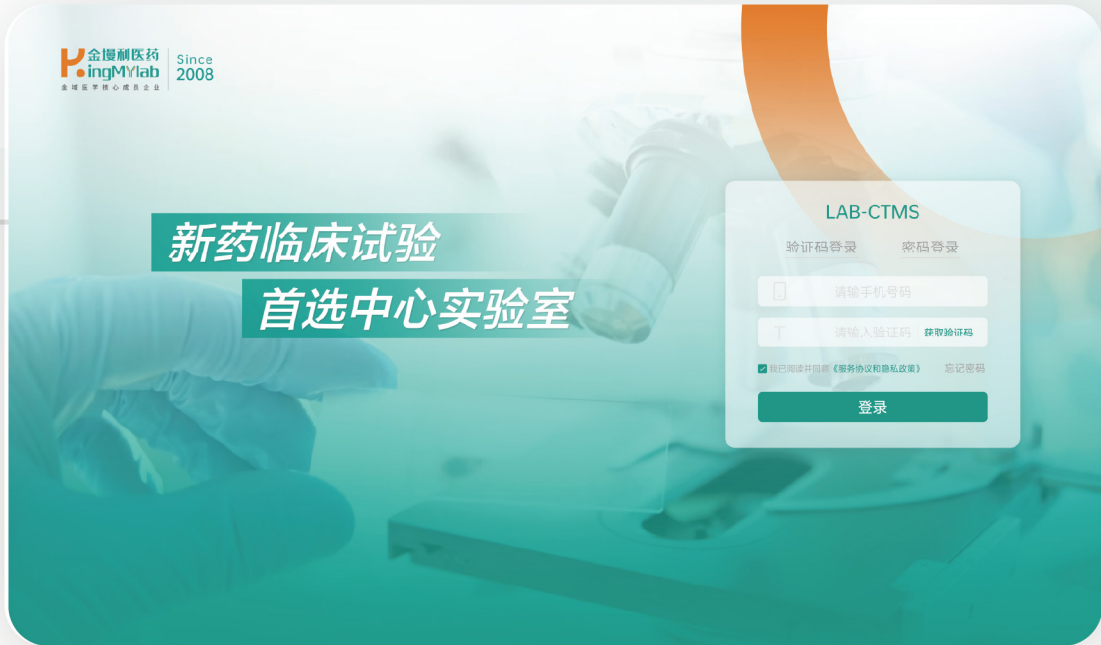 金墁利医药
KingMYlab
金域医学核心成员企业
Since
2008
新药临床试验
首选中心实验室
LAB-CTMS
验证码登录 密码登录
请输手机号码
请输入验证码 获取验证码
我已阅读并同意《服务协议和隐私政策》 忘记密码
登录